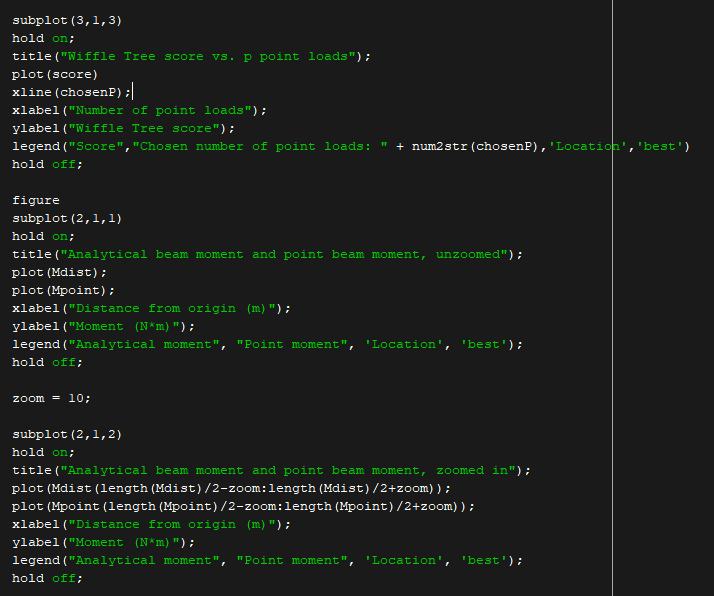 subplot(3,1,3)
hold on;
title("Wiffle Tree score vs. p point loads");
plot(score)
xline(chosenP);
xlabel("Number of point loads");
ylabel("Wiffle Tree score");
legend("Score","Chosen number of point loads: " + num2str(chosenP),'Location','best')
hold off;
figure
subplot(2,1,1)
hold on;
title("Analytical beam moment and point beam moment, unzoomed");
plot(Mdist);
plot(Mpoint);
xlabel("Distance from origin (m)");
ylabel("Moment (N*m)");
legend("Analytical moment", "Point moment", 'Location', 'best');
hold off;
zoom = 10;
subplot(2,1,2)
hold on;
title("Analytical beam moment and point beam moment, zoomed in");
plot(Mdist(length(Mdist)/2-zoom:length(Mdist)/2+zoom));
plot(Mpoint(length(Mpoint)/2-zoom:length(Mpoint)/2+zoom));
xlabel("Distance from origin (m)");
ylabel("Moment (N*m)");
legend("Analytical moment", "Point moment", 'Location', 'best');
hold off;